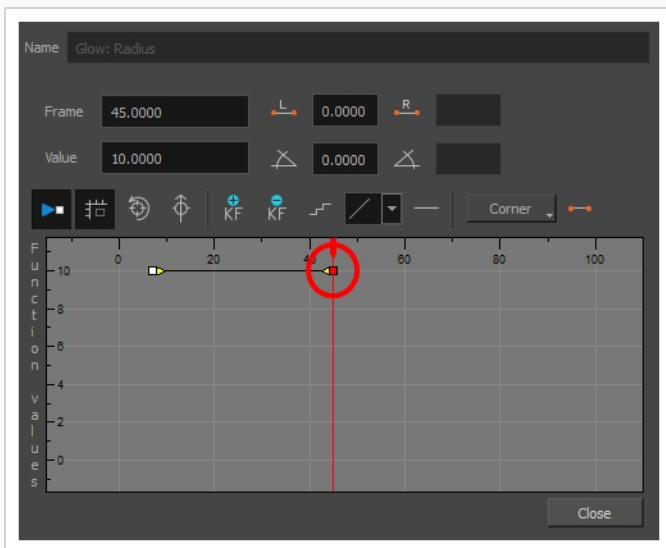 Name Glow: Radius
Frame 45.0000 L 0.0000 R
Value 10.0000 0.0000
KF KF Corner
Function values
0 20 40 60 80 100
10
8
6
4
2
0
Close